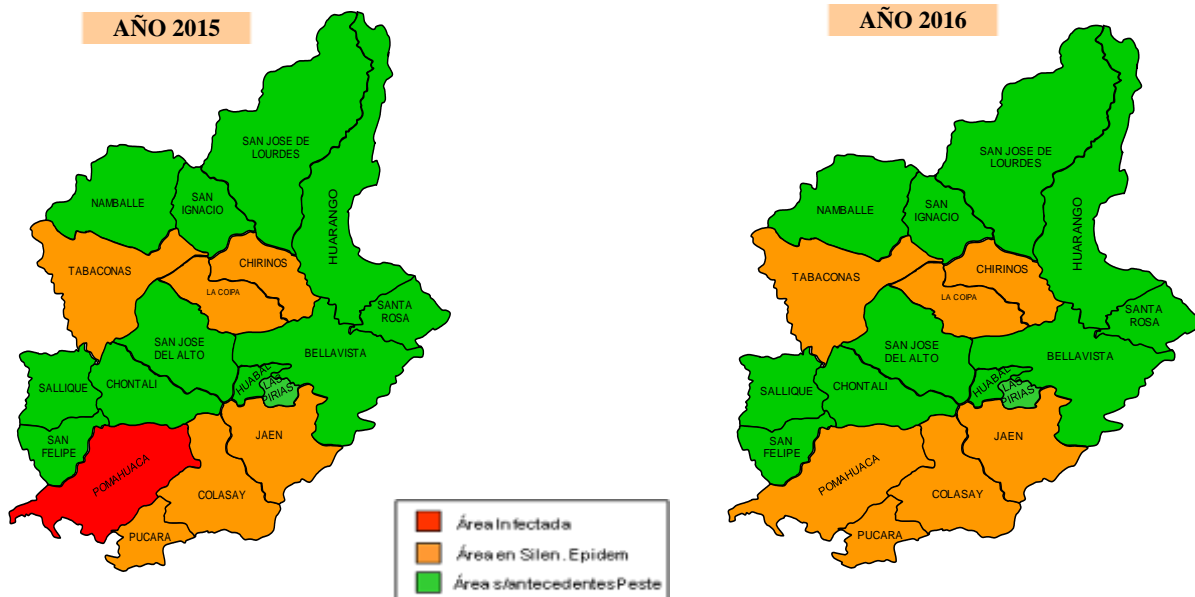 AÑO 2015
SAN JOSE DE
LOURDES
NAMBALLE
SAN
IGNACIO
HUARANGO
TABACONAS
CHIRINOS
LA COIPA
SANTA
ROSA
SAN JOSE
DEL ALTO
BELLAVISTA
SALLIQUE
CHONTALI
HUABAL
LAS
PIRIAS
SAN
FELIPE
JAEN
POMAHUACA
COLASAY
PUCARA
Área Infectada
Área en Silen. Epidem
Área s/antecedentes Peste
AÑO 2016
SAN JOSE DE
LOURDES
NAMBALLE
SAN
IGNACIO
HUARANGO
TABACONAS
CHIRINOS
LA COIPA
SANTA
ROSA
SAN JOSE
DEL ALTO
BELLAVISTA
SALLIQUE
CHONTALI
HUABAL
LAS
PIRIAS
SAN
FELIPE
JAEN
POMAHUACA
COLASAY
PUCARA